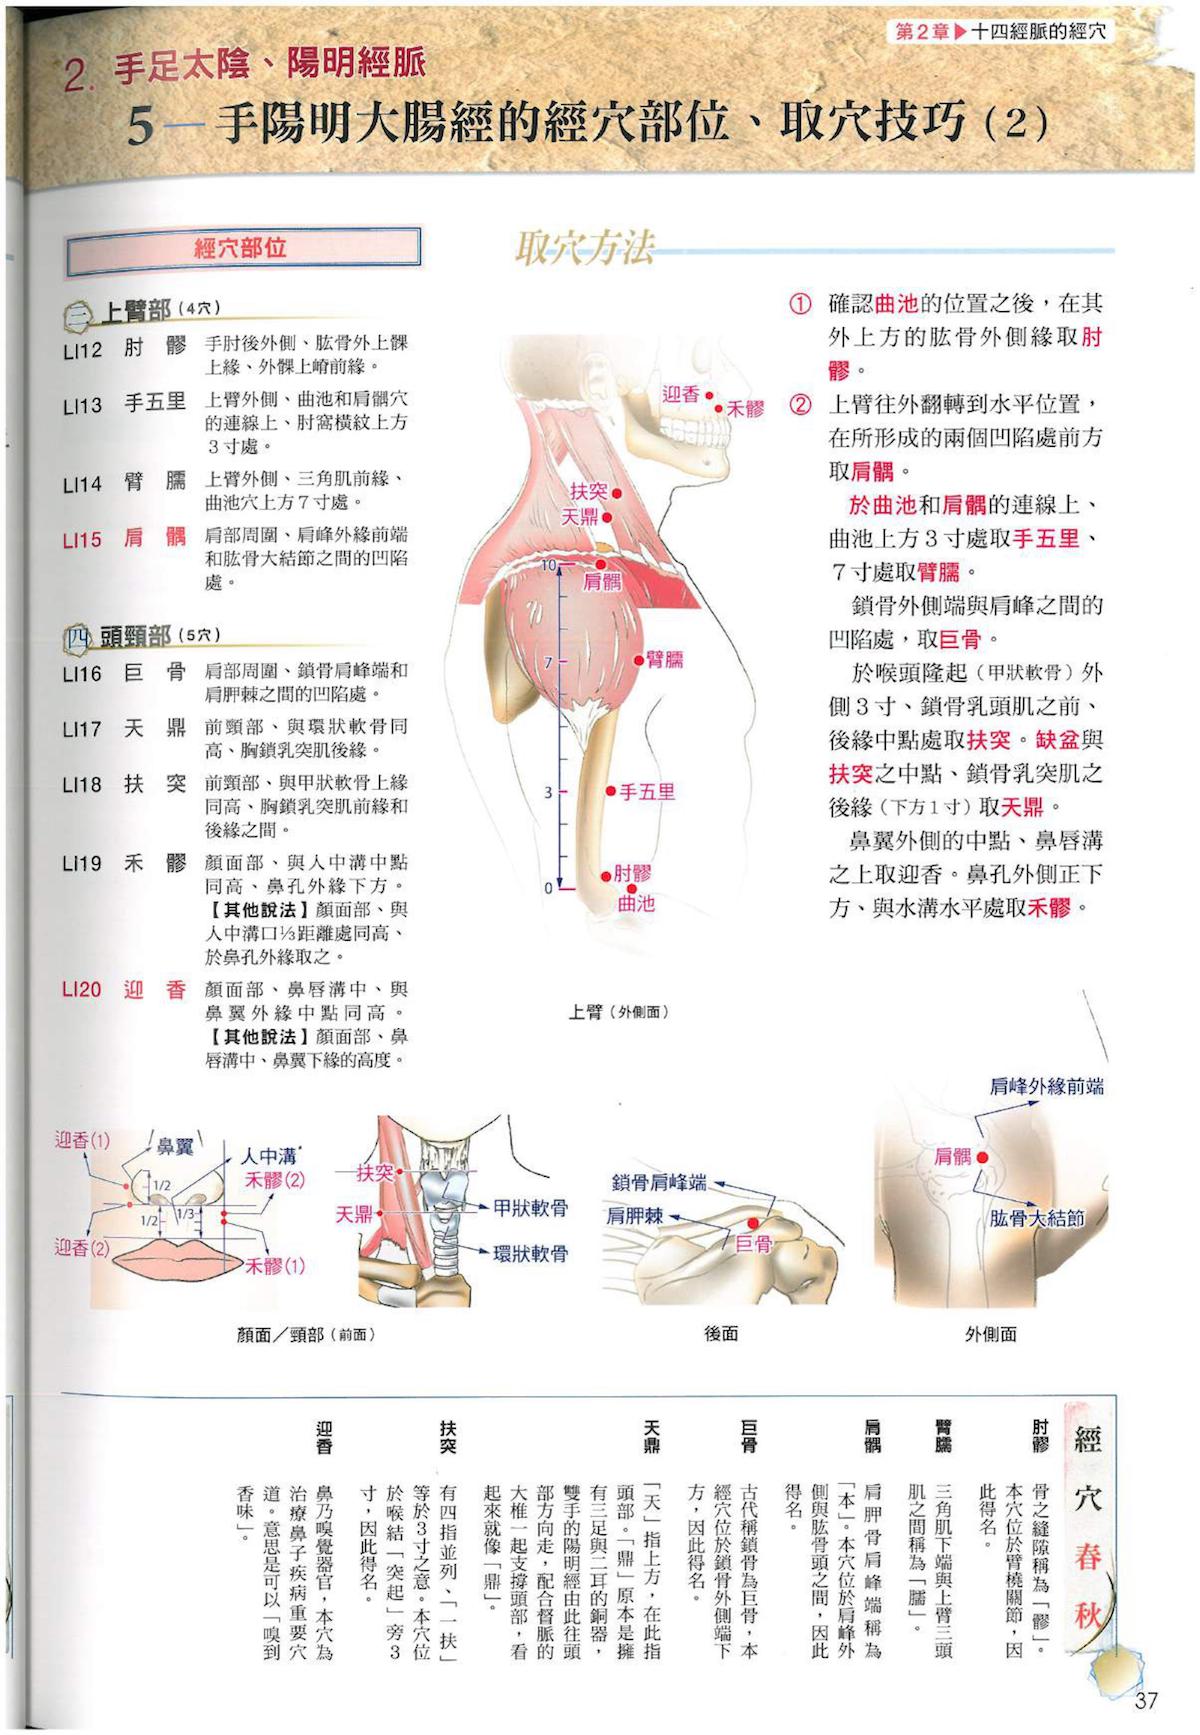 第2章▶十四經脈的經穴
2. 手足太陰、陽明經脈
5—手陽明大腸經的經穴部位、取穴技巧(2)
經穴部位
三 上臂部(4穴)
LI12 肘髎 手肘後外側、肱骨外上髁
上緣、外髁上嵴前緣。
LI13 手五里 上臂外側、曲池和肩髃穴
的連線上、肘窩橫紋上方
3寸處。
LI14 臂臑 上臂外側、三角肌前緣、
曲池穴上方7寸處。
LI15 肩髃 肩部周圍、肩峰外緣前端
和肱骨大結節之間的凹陷
處。
四 頭頸部(5穴)
LI16 巨骨 肩部周圍、鎖骨肩峰端和
肩胛棘之間的凹陷處。
LI17 天鼎 前頸部、與環狀軟骨同
高、胸鎖乳突肌後緣。
LI18 扶突 前頸部、與甲狀軟骨上緣
同高、胸鎖乳突肌前緣和
後緣之間。
LI19 禾髎 顏面部、與人中溝中點
同高、鼻孔外緣下方。
【其他說法】顏面部、與
人中溝口⅓距離處同高、
於鼻孔外緣取之。
LI20 迎香 顏面部、鼻唇溝中、與
鼻翼外緣中點同高。
【其他說法】顏面部、鼻
唇溝中、鼻翼下緣的高度。
取穴方法
迎香
禾髎
扶突
天鼎
10
肩髃
7
臂臑
3
手五里
肘髎
0
曲池
上臂(外側面)
① 確認曲池的位置之後，在其
外上方的肱骨外側緣取肘
髎。
② 上臂往外翻轉到水平位置，
在所形成的兩個凹陷處前方
取肩髃。
於曲池和肩髃的連線上、
曲池上方3寸處取手五里、
7寸處取臂臑。
鎖骨外側端與肩峰之間的
凹陷處，取巨骨。
於喉頭隆起(甲狀軟骨)外
側3寸、鎖骨乳頭肌之前、
後緣中點處取扶突。缺盆與
扶突之中點、鎖骨乳突肌之
後緣(下方1寸)取天鼎。
鼻翼外側的中點、鼻唇溝
之上取迎香。鼻孔外側正下
方、與水溝水平處取禾髎。
迎香(1)
鼻翼
人中溝
禾髎(2)
1/2
1/2
1/3
迎香(2)
禾髎(1)
扶突
天鼎
甲狀軟骨
環狀軟骨
顏面／頸部(前面)
鎖骨肩峰端
肩胛棘
巨骨
後面
肩峰外緣前端
肩髃
肱骨大結節
外側面
經穴春秋
肘髎 骨之縫隙稱為「髎」。
本穴位於臂橈關節，因
此得名。
臂臑 三角肌下端與上臂三頭
肌之間稱為「臑」。
肩髃 肩胛骨肩峰端稱為
「本」。本穴位於肩峰外
側與肱骨頭之間，因此
得名。
巨骨 古代稱鎖骨為巨骨，本
經穴位於鎖骨外側端下
方，因此得名。
天鼎 「天」指上方，在此指
頭部。「鼎」原本是擁
有三足與二耳的銅器，
雙手的陽明經由此往頭
部方向走，配合督脈的
大椎一起支撐頭部，看
起來就像「鼎」。
扶突 有四指並列、「一扶」
等於3寸之意。本穴位
於喉結「突起」旁3
寸，因此得名。
迎香 鼻乃嗅覺器官，本穴為
治療鼻子疾病重要穴
道。意思是可以「嗅到
香味」。
37